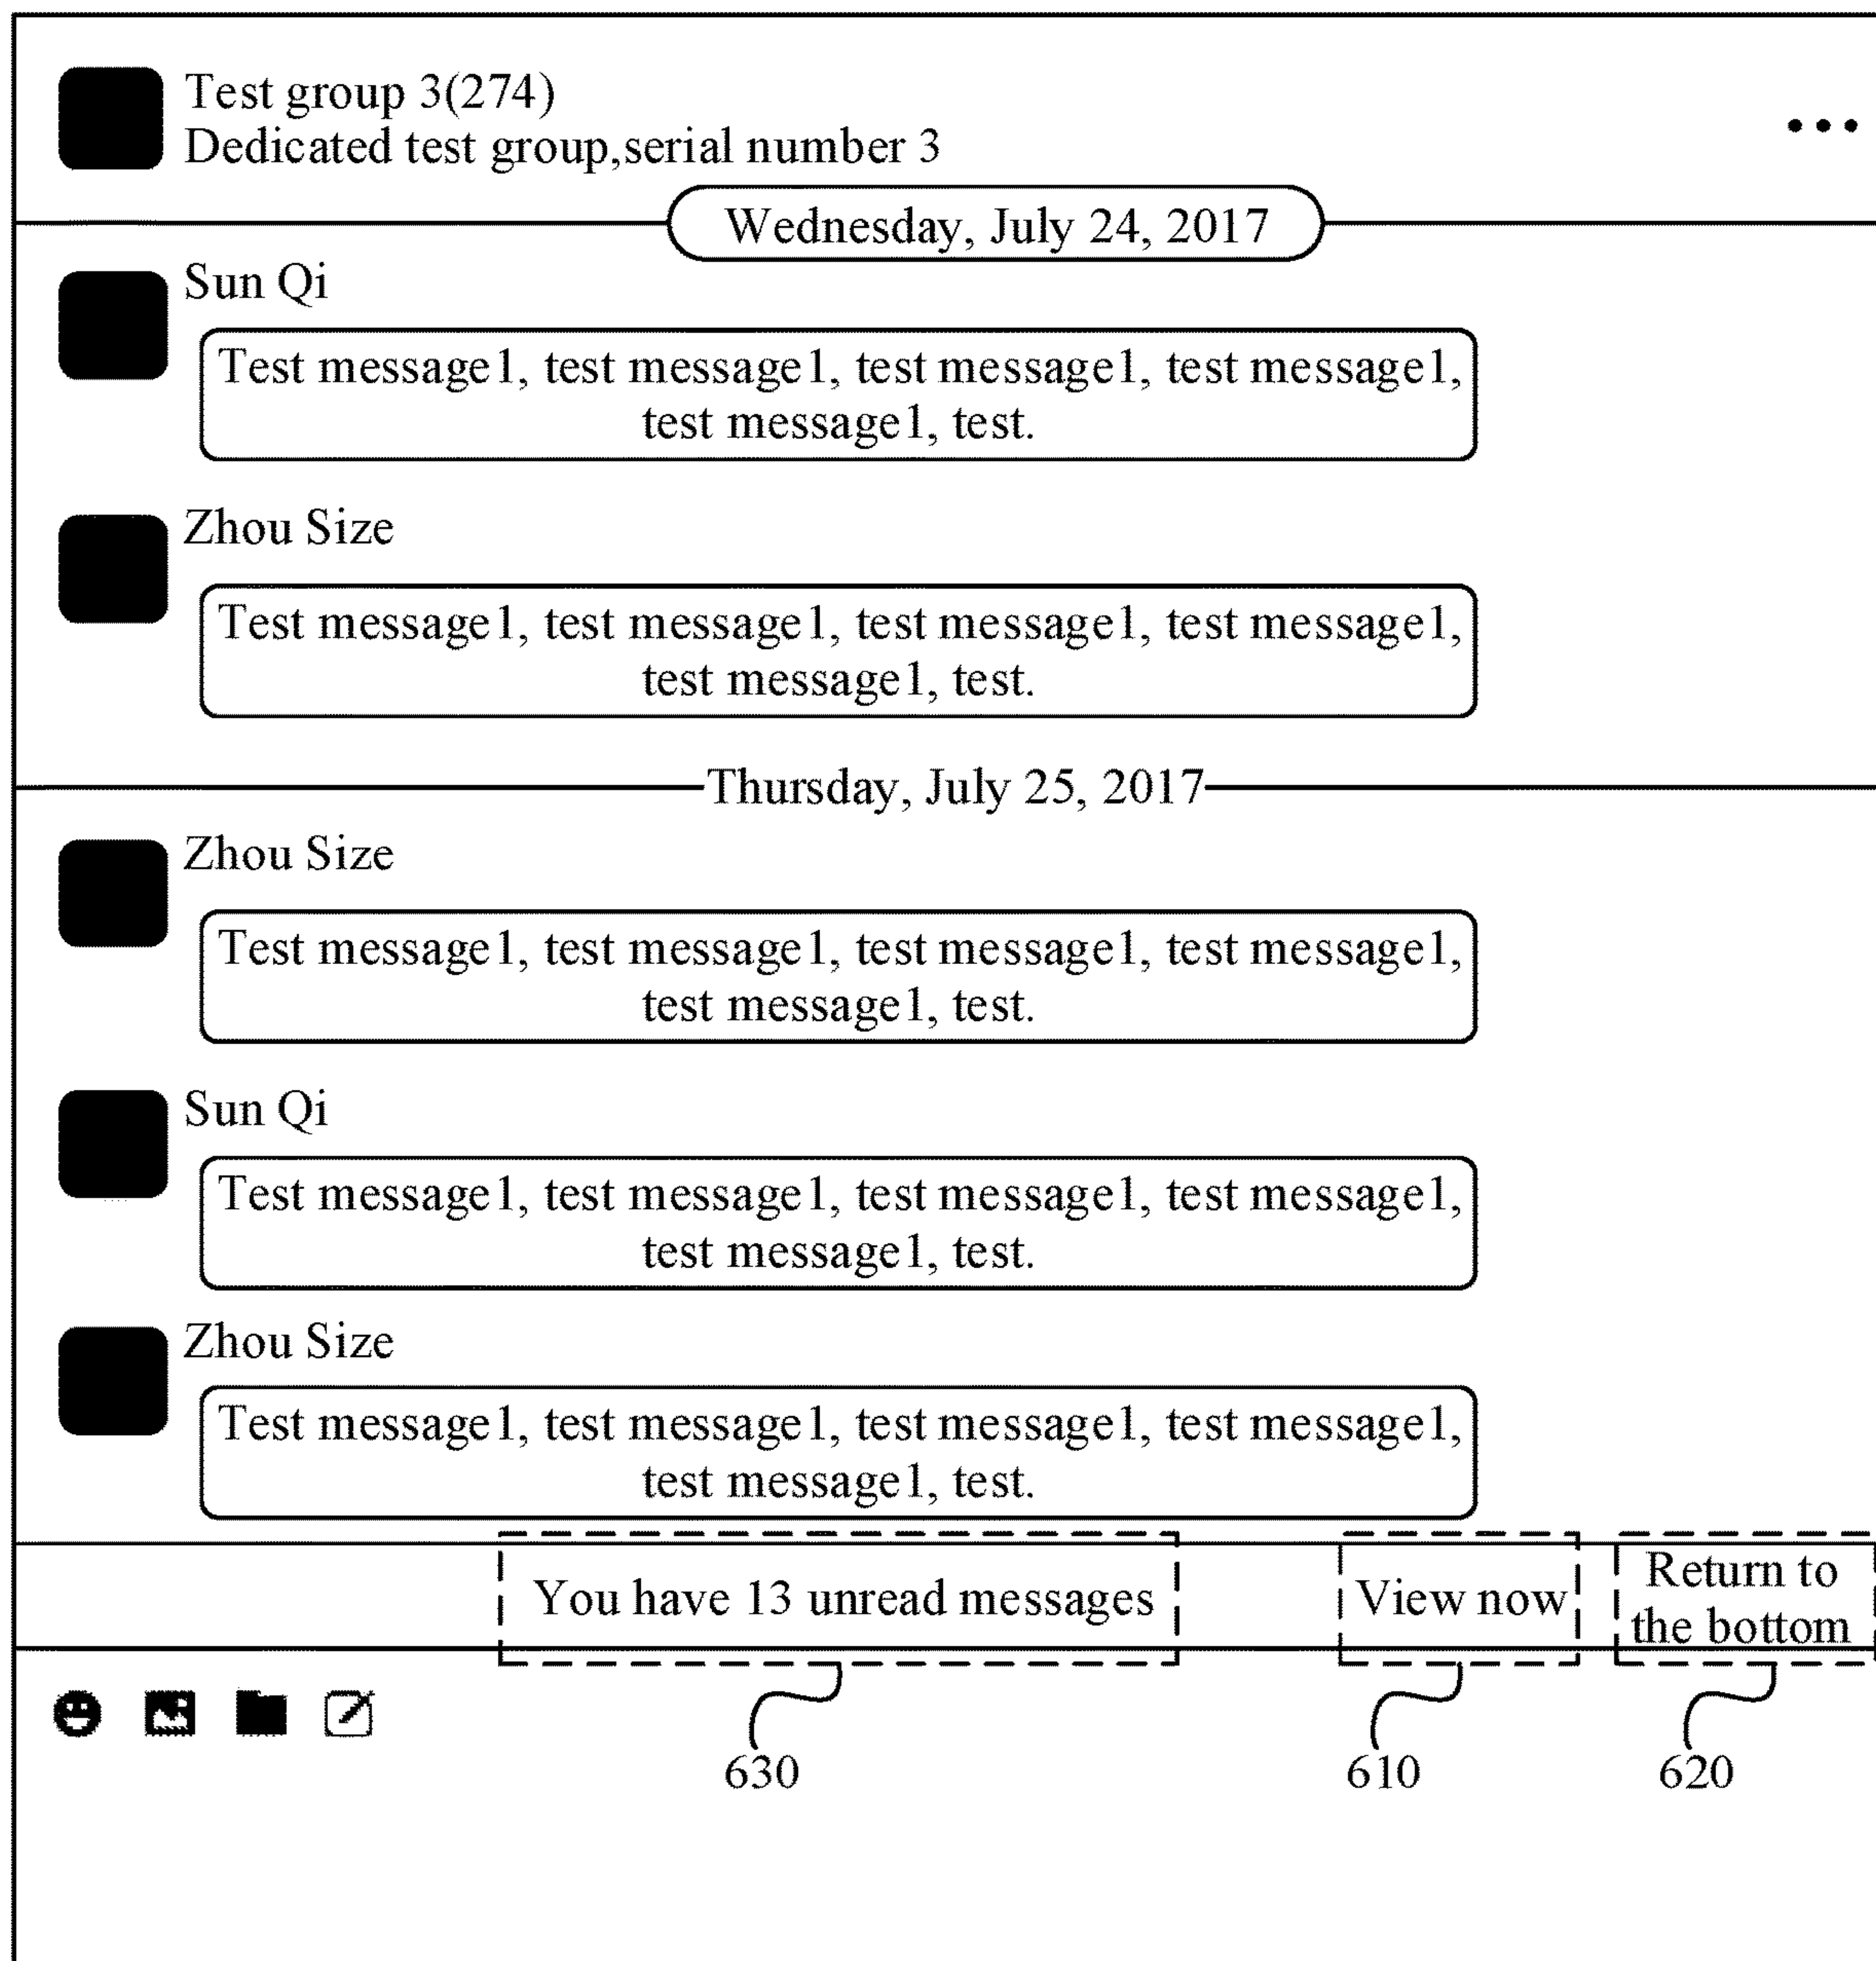 Test group 3(274)
Dedicated test group,serial number 3
Wednesday, July 24, 2017
Sun Qi
Test message1, test message1, test message1, test message1,
test message1, test.
Zhou Size
Test message1, test message1, test message1, test message1,
test message1, test.
Thursday, July 25, 2017
Zhou Size
Test message1, test message1, test message1, test message1,
test message1, test.
Sun Qi
Test message1, test message1, test message1, test message1,
test message1, test.
Zhou Size
Test message1, test message1, test message1, test message1,
test message1, test.
You have 13 unread messages
View now
Return to
the bottom
630
610
620